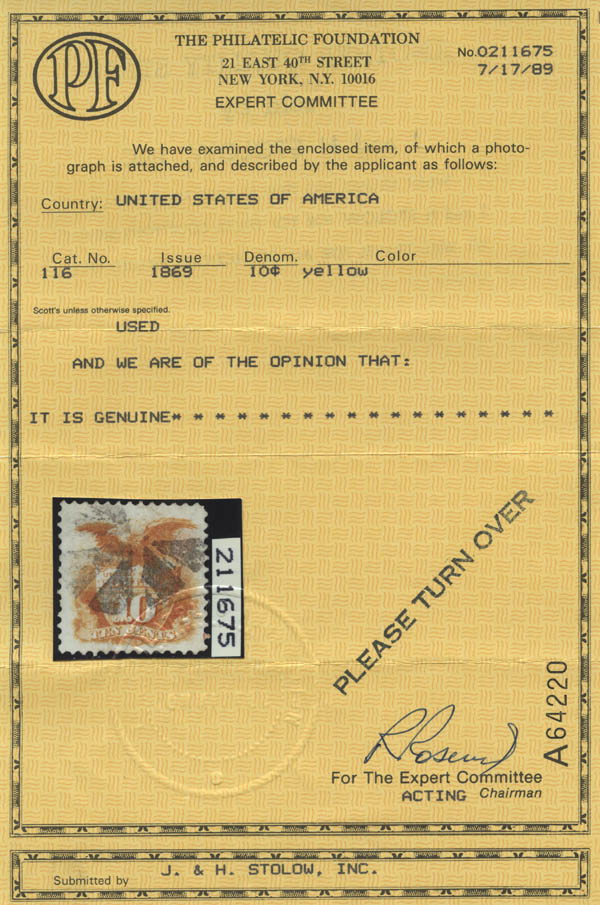 PF
THE PHILATELIC FOUNDATION
21 EAST 40TH STREET
NEW YORK, N.Y. 10016
EXPERT COMMITTEE
No.0211675
7/17/89
We have examined the enclosed item, of which a photo-
graph is attached, and described by the applicant as follows:
Country: UNITED STATES OF AMERICA
Cat. No. Issue Denom. Color
116 1869 10¢ yellow
Scott's unless otherwise specified.
USED
AND WE ARE OF THE OPINION THAT:
IT IS GENUINE* * * * * * * * * * * * * * * * * *
10
211675
PLEASE TURN OVER
A64220
For The Expert Committee
ACTING Chairman
Submitted by J. & H. STOLOW, INC.